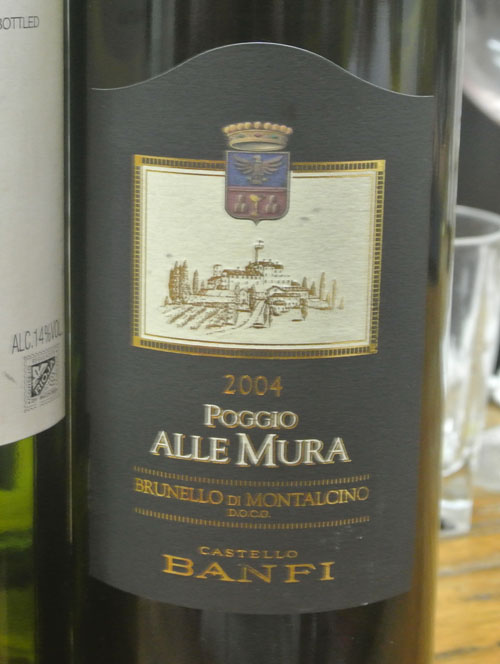 BOTTLED
ALC.14%VOL
2004
POGGIO
ALLE MURA
BRUNELLO DI MONTALCINO
D.O.C.G.
CASTELLO
BANFI